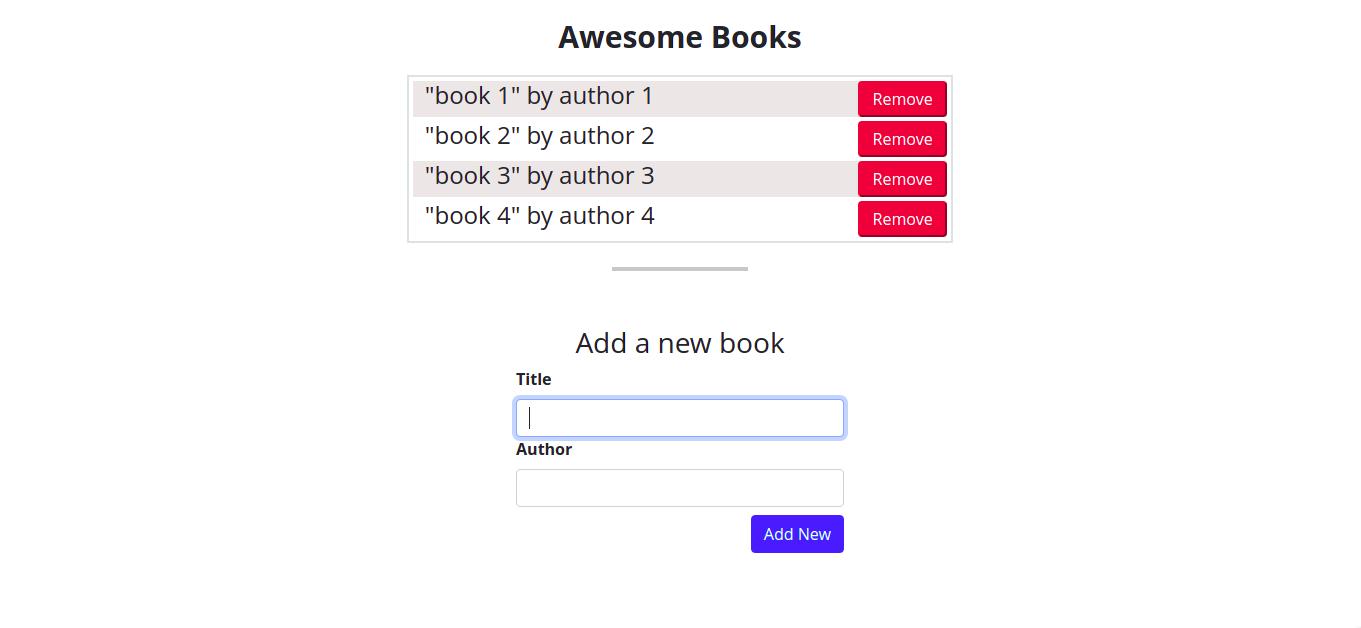 Awesome Books
"book 1" by author 1 Remove
"book 2" by author 2 Remove
"book 3" by author 3 Remove
"book 4" by author 4 Remove
Add a new book
Title
Author
Add New